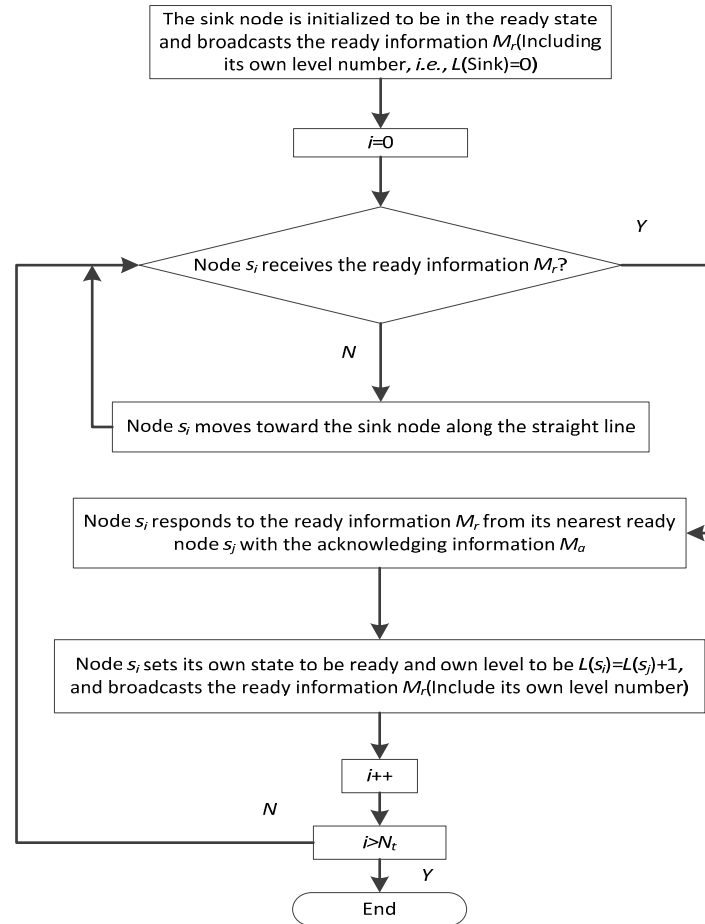 The sink node is initialized to be in the ready state
and broadcasts the ready information Mr(Including
its own level number, i.e., L(Sink)=0)
i=0
Y
Node si receives the ready information Mr?
N
Node si moves toward the sink node along the straight line
Node si responds to the ready information Mr from its nearest ready
node sj with the acknowledging information Ma
Node si sets its own state to be ready and own level to be L(si)=L(sj)+1,
and broadcasts the ready information Mr(Include its own level number)
i++
N
i>Nt
Y
End